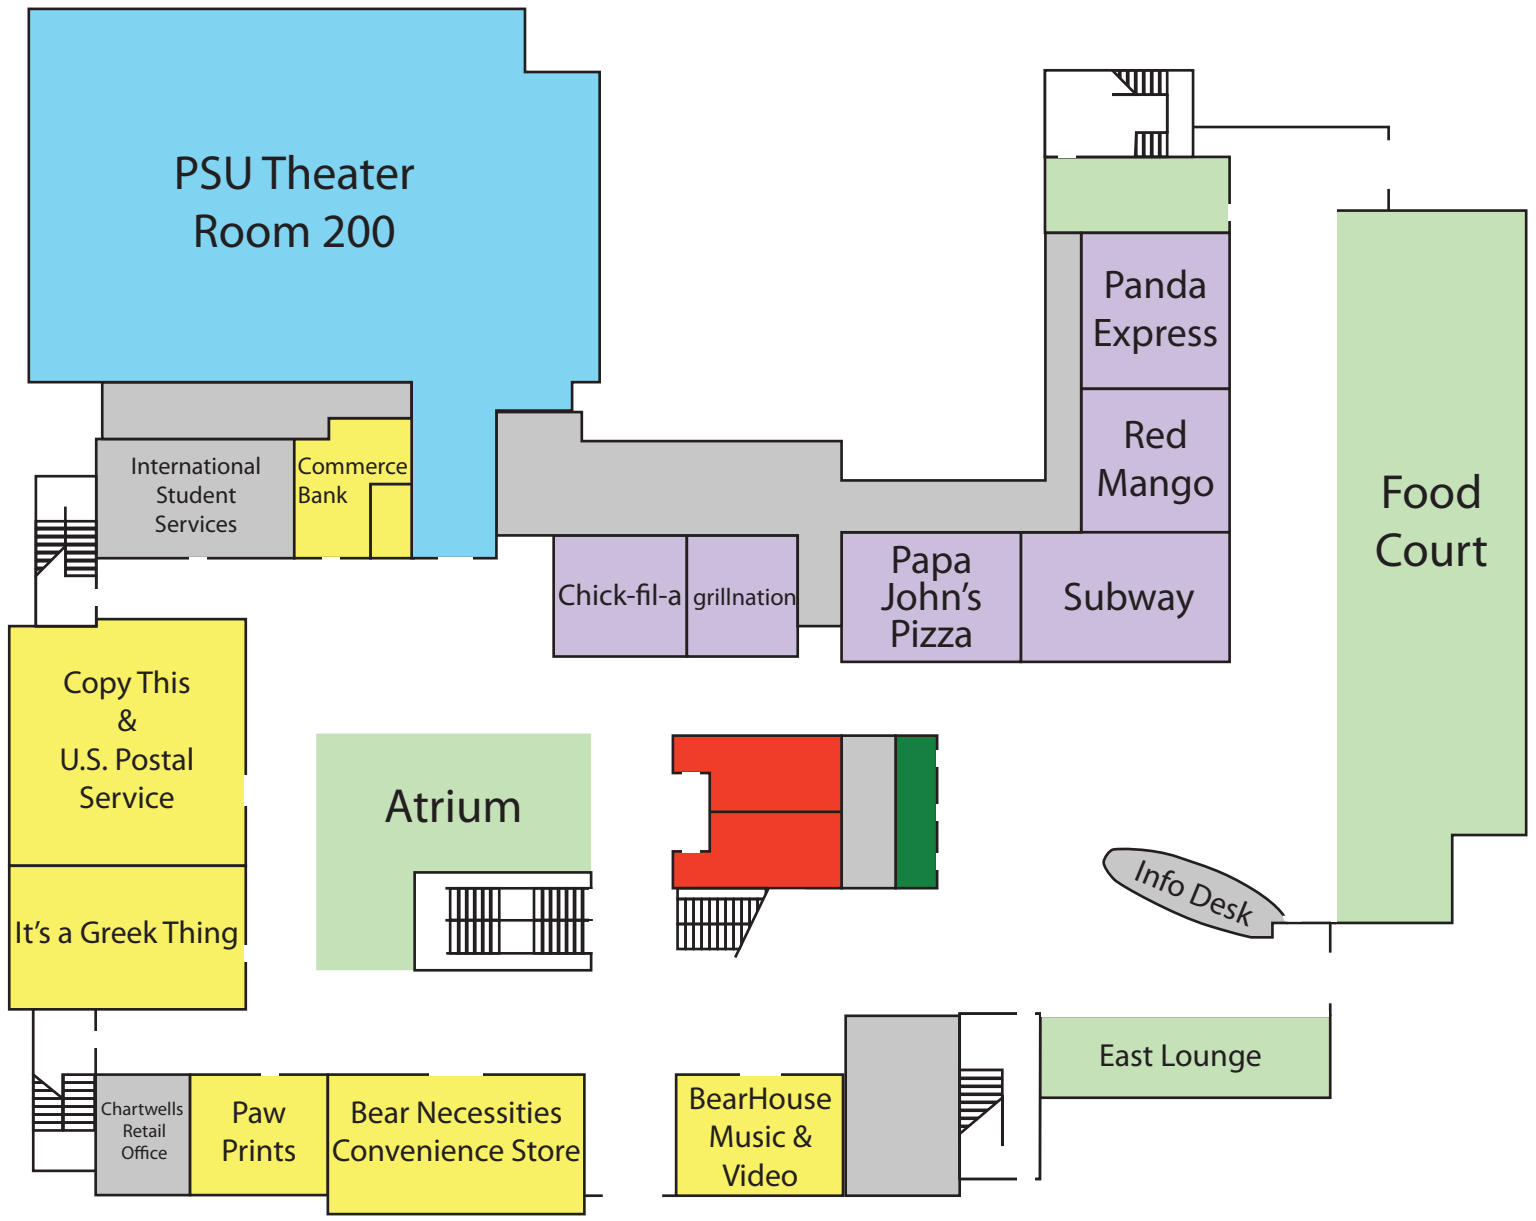 PSU Theater
Room 200
Panda
Express
Red
Mango
Food
Court
International
Student
Services
Commerce
Bank
Chick-fil-a
grillnation
Papa
John's
Pizza
Subway
Copy This
&
U.S. Postal
Service
Atrium
It's a Greek Thing
Info Desk
East Lounge
Chartwells
Retail
Office
Paw
Prints
Bear Necessities
Convenience Store
BearHouse
Music &
Video